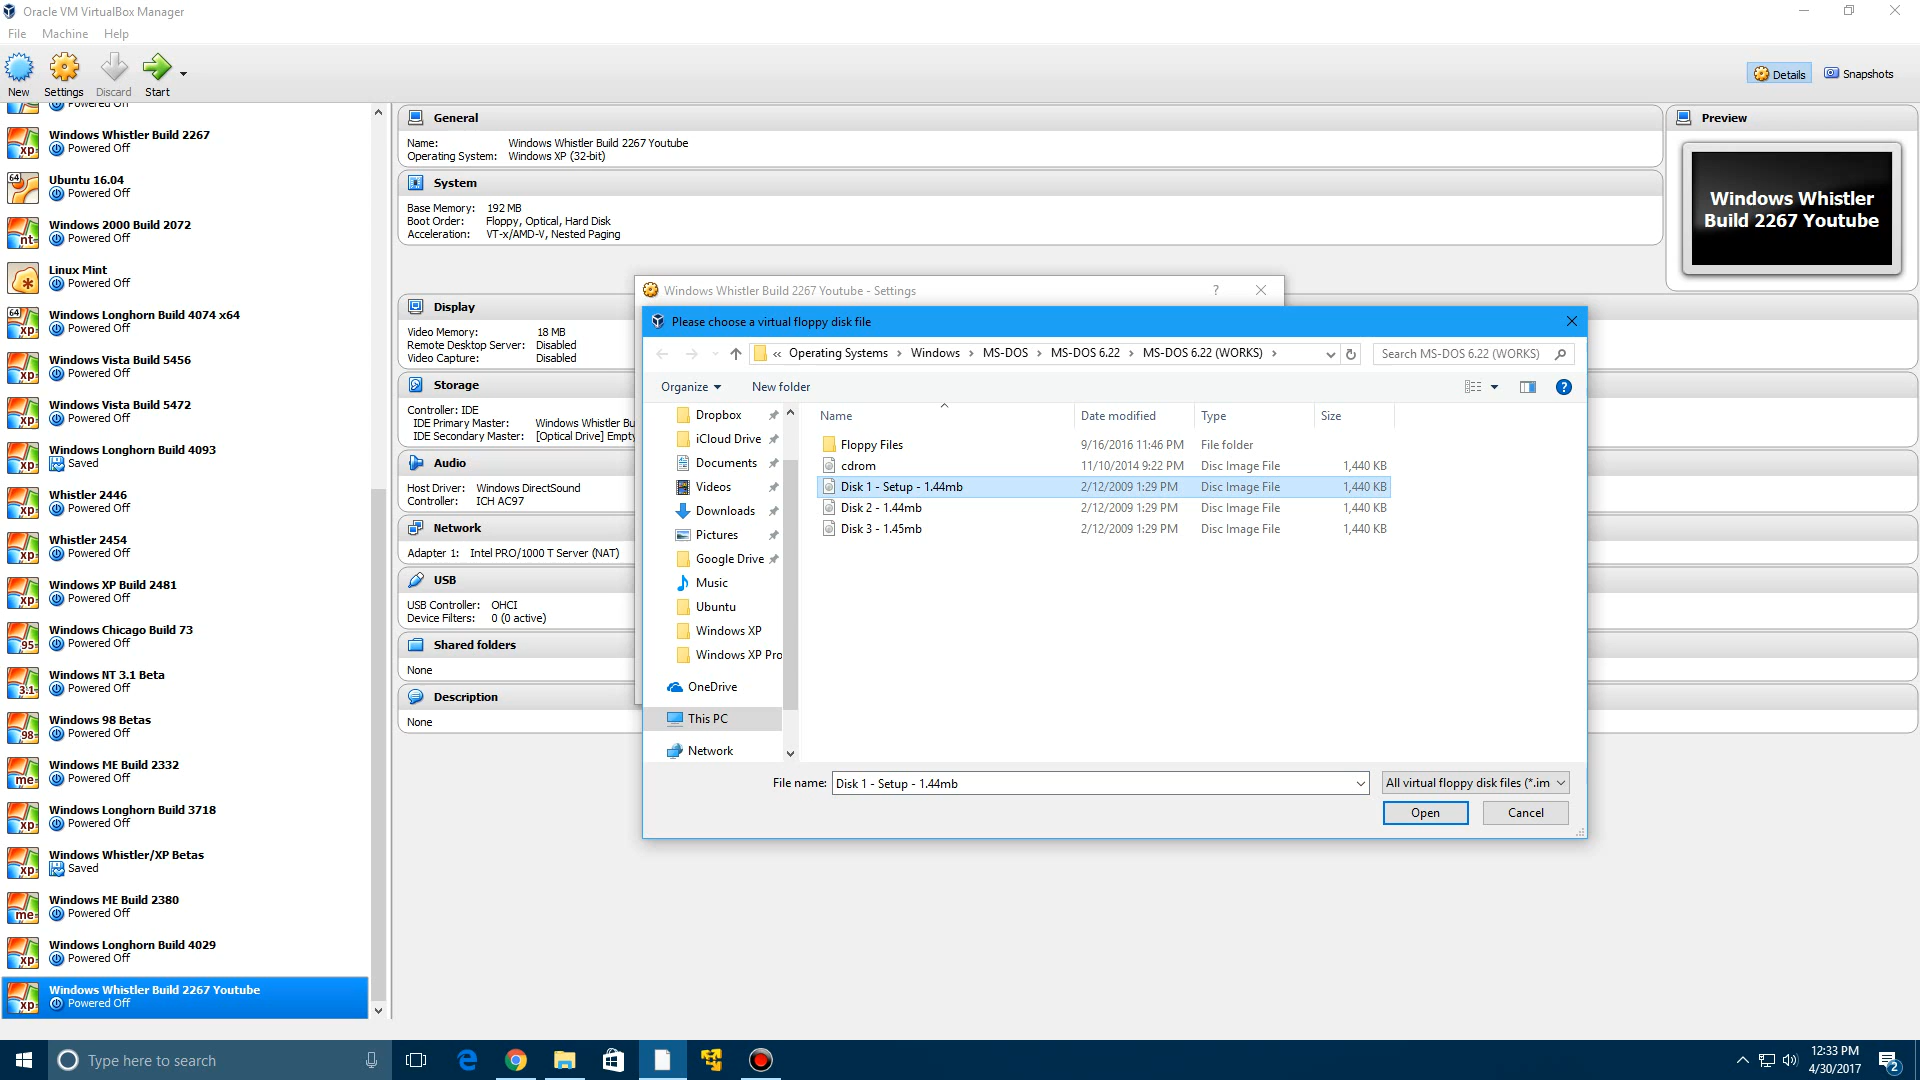 Oracle VM VirtualBox Manager
File Machine Help
New Settings Discard Start
Details Snapshots
Powered Off
Windows Whistler Build 2267
Powered Off
Ubuntu 16.04
Powered Off
Windows 2000 Build 2072
Powered Off
Linux Mint
Powered Off
Windows Longhorn Build 4074 x64
Powered Off
Windows Vista Build 5456
Powered Off
Windows Vista Build 5472
Powered Off
Windows Longhorn Build 4093
Saved
Whistler 2446
Powered Off
Whistler 2454
Powered Off
Windows XP Build 2481
Powered Off
Windows Chicago Build 73
Powered Off
Windows NT 3.1 Beta
Powered Off
Windows 98 Betas
Powered Off
Windows ME Build 2332
Powered Off
Windows Longhorn Build 3718
Powered Off
Windows Whistler/XP Betas
Saved
Windows ME Build 2380
Powered Off
Windows Longhorn Build 4029
Powered Off
Windows Whistler Build 2267 Youtube
Powered Off
General
Name: Windows Whistler Build 2267 Youtube
Operating System: Windows XP (32-bit)
System
Base Memory: 192 MB
Boot Order: Floppy, Optical, Hard Disk
Acceleration: VT-x/AMD-V, Nested Paging
Preview
Windows Whistler
Build 2267 Youtube
Display
Video Memory: 18 MB
Remote Desktop Server: Disabled
Video Capture: Disabled
Storage
Controller: IDE
IDE Primary Master: Windows Whistler Bu
IDE Secondary Master: [Optical Drive] Empty
Audio
Host Driver: Windows DirectSound
Controller: ICH AC97
Network
Adapter 1: Intel PRO/1000 T Server (NAT)
USB
USB Controller: OHCI
Device Filters: 0 (0 active)
Shared folders
None
Description
None
Windows Whistler Build 2267 Youtube - Settings
?
Please choose a virtual floppy disk file
« Operating Systems › Windows › MS-DOS › MS-DOS 6.22 › MS-DOS 6.22 (WORKS) ›
Search MS-DOS 6.22 (WORKS)
Organize New folder
?
Dropbox
iCloud Drive
Documents
Videos
Downloads
Pictures
Google Drive
Music
Ubuntu
Windows XP
Windows XP Pro
OneDrive
This PC
Network
Name Date modified Type Size
Floppy Files 9/16/2016 11:46 PM File folder
cdrom 11/10/2014 9:22 PM Disc Image File 1,440 KB
Disk 1 - Setup - 1.44mb 2/12/2009 1:29 PM Disc Image File 1,440 KB
Disk 2 - 1.44mb 2/12/2009 1:29 PM Disc Image File 1,440 KB
Disk 3 - 1.45mb 2/12/2009 1:29 PM Disc Image File 1,440 KB
File name: Disk 1 - Setup - 1.44mb
All virtual floppy disk files (*.im
Open Cancel
Type here to search
12:33 PM
4/30/2017
2